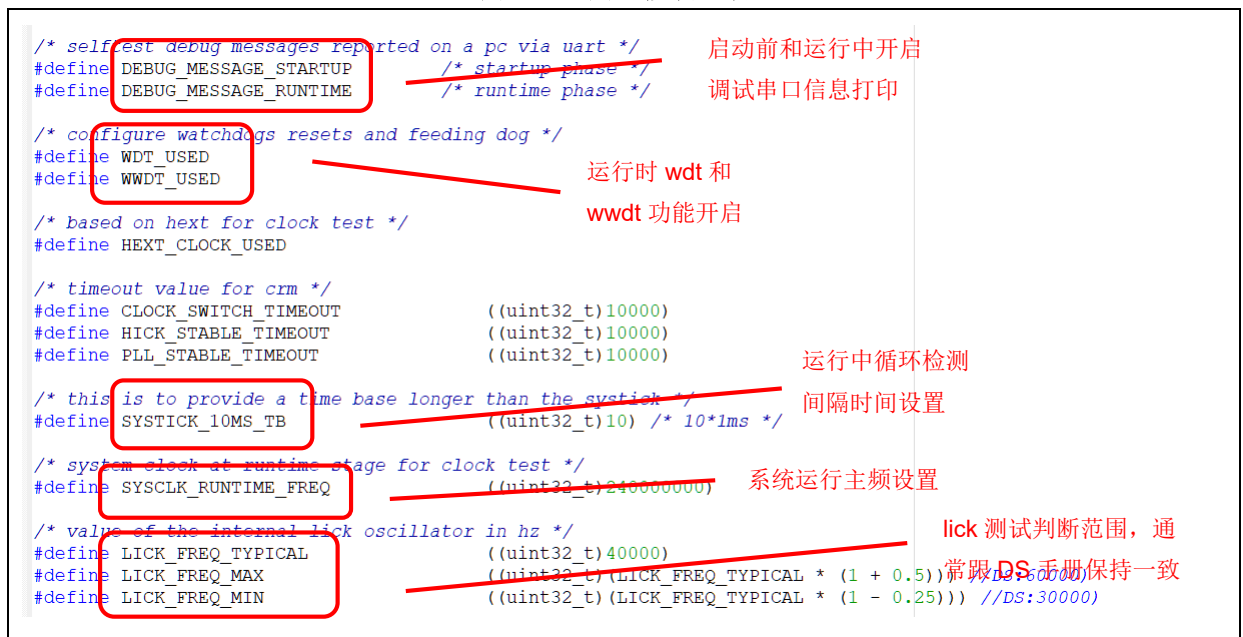 /* selftest debug messages reported on a pc via uart */
#define DEBUG_MESSAGE_STARTUP /* startup phase */
#define DEBUG_MESSAGE_RUNTIME /* runtime phase */
启动前和运行中开启
调试串口信息打印
/* configure watchdogs resets and feeding dog */
#define WDT_USED
#define WWDT_USED
运行时 wdt 和
wwdt 功能开启
/* based on hext for clock test */
#define HEXT_CLOCK_USED
/* timeout value for crm */
#define CLOCK_SWITCH_TIMEOUT ((uint32_t)10000)
#define HICK_STABLE_TIMEOUT ((uint32_t)10000)
#define PLL_STABLE_TIMEOUT ((uint32_t)10000)
运行中循环检测
间隔时间设置
/* this is to provide a time base longer than the systick */
#define SYSTICK_10MS_TB ((uint32_t)10) /* 10*1ms */
/* system clock at runtime stage for clock test */
#define SYSCLK_RUNTIME_FREQ ((uint32_t)240000000)
系统运行主频设置
/* value of the internal lick oscillator in hz */
#define LICK_FREQ_TYPICAL ((uint32_t)40000)
#define LICK_FREQ_MAX ((uint32_t)(LICK_FREQ_TYPICAL * (1 + 0.5))) //DS:60000)
#define LICK_FREQ_MIN ((uint32_t)(LICK_FREQ_TYPICAL * (1 - 0.25))) //DS:30000)
lick 测试判断范围，通
常跟 DS 手册保持一致